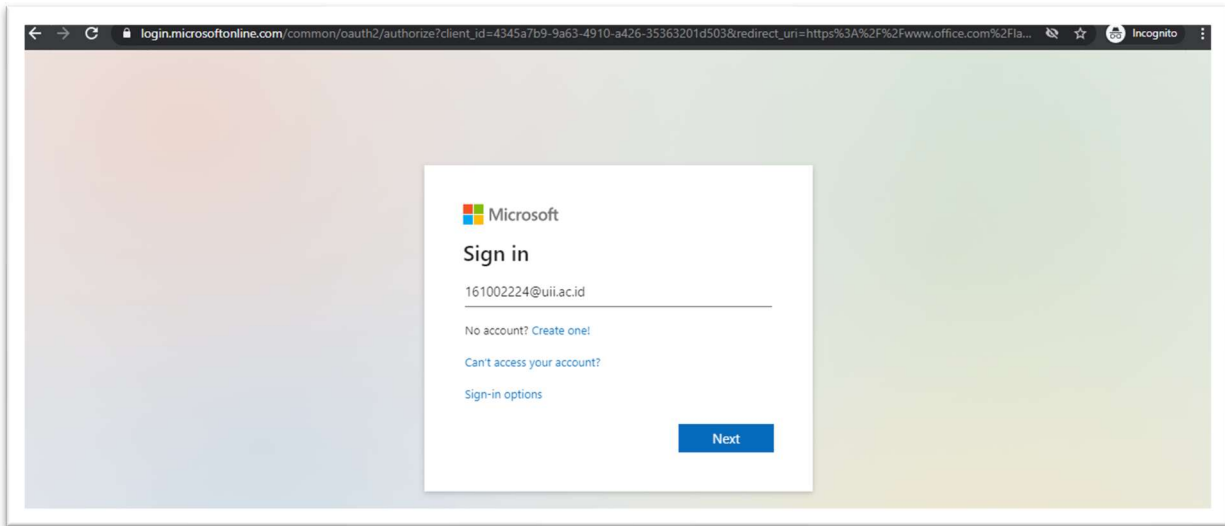 login.microsoftonline.com/common/oauth2/authorize?client_id=4345a7b9-9a63-4910-a426-35363201d503&redirect_uri=https%3A%2F%2Fwww.office.com%2Fla... Incognito
Microsoft
Sign in
161002224@uii.ac.id
No account? Create one!
Can't access your account?
Sign-in options
Next